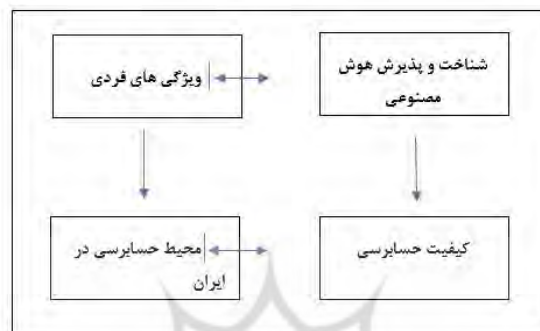 شناخت و پذیرش هوش
مصنوعی
ویژگی های فردی
کیفیت حسابرسی
محیط حسابرسی در
ایران